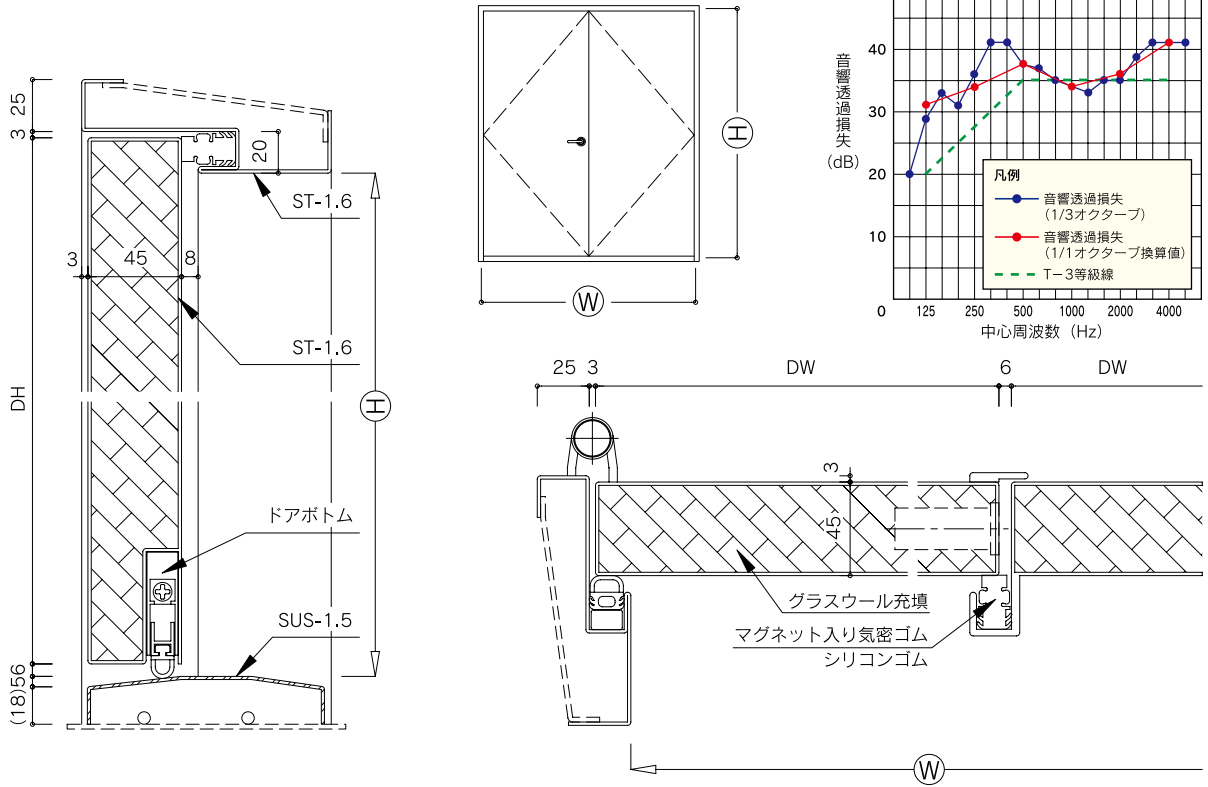 25
3
20
ST-1.6
3
45
8
ST-1.6
DH
H
ドアボトム
SUS-1.5
(18)56
H
W
音響透過損失
(dB)
40
30
20
10
0
125
250
500
1000
2000
4000
中心周波数 (Hz)
凡例
音響透過損失
(1/3オクターブ)
音響透過損失
(1/1オクターブ換算値)
T-3等級線
25
3
DW
6
DW
3
45
グラスウール充填
マグネット入り気密ゴム
シリコンゴム
W